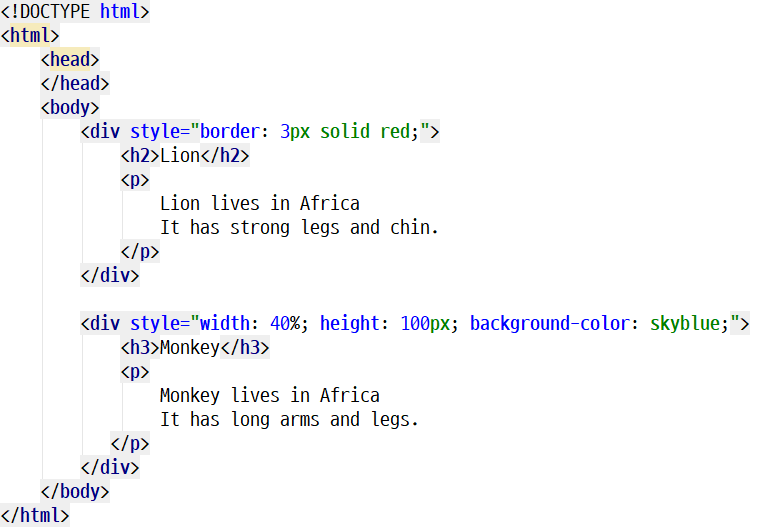 <!DOCTYPE html>
<html>
    <head>
    </head>
    <body>
        <div style="border: 3px solid red;">
            <h2>Lion</h2>
            <p>
                Lion lives in Africa
                It has strong legs and chin.
            </p>
        </div>

        <div style="width: 40%; height: 100px; background-color: skyblue;">
            <h3>Monkey</h3>
            <p>
                Monkey lives in Africa
                It has long arms and legs.
           </p>
        </div>
    </body>
</html>